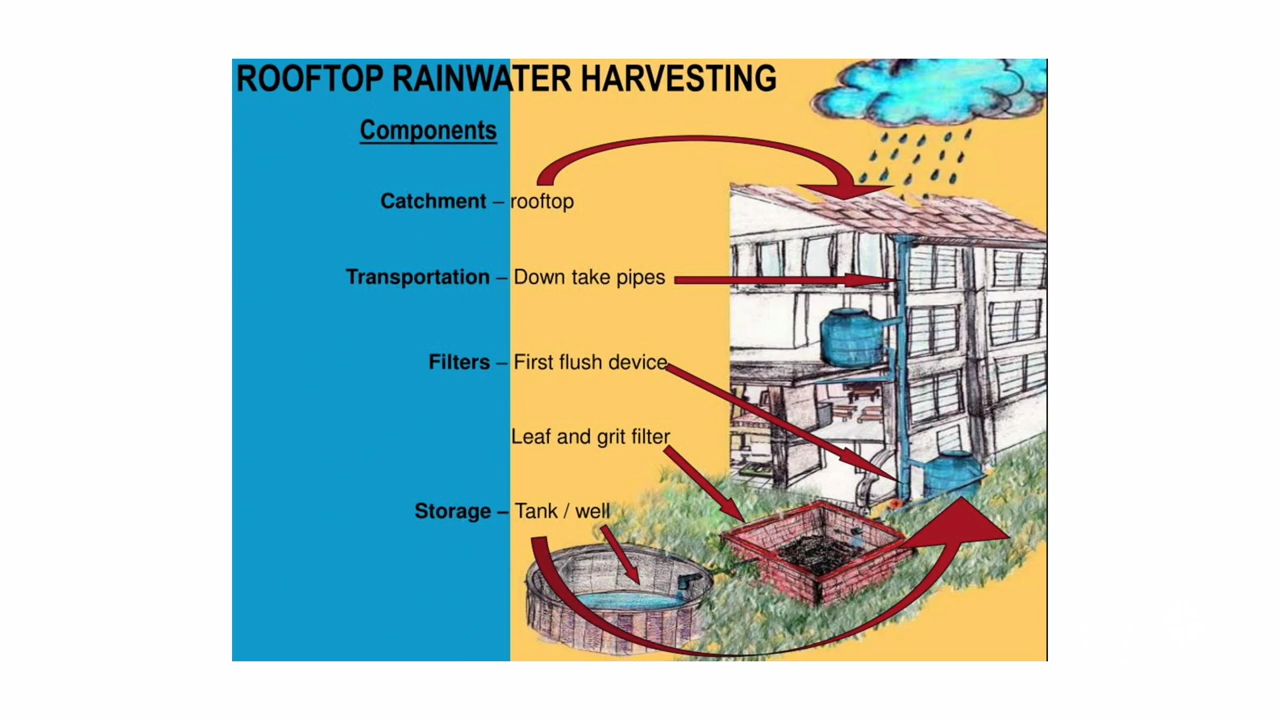 ROOFTOP RAINWATER HARVESTING
Components
Catchment – rooftop
Transportation – Down take pipes
Filters – First flush device
Leaf and grit filter
Storage – Tank / well